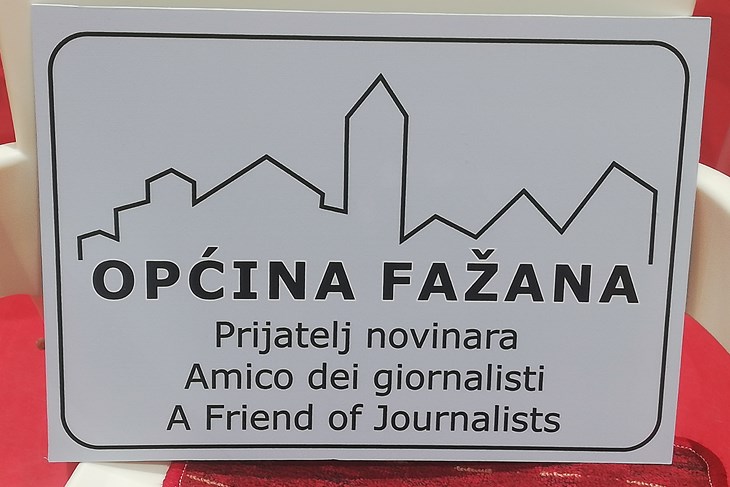 OPĆINA FAŽANA
Prijatelj novinara
Amico dei giornalisti
A Friend of Journalists